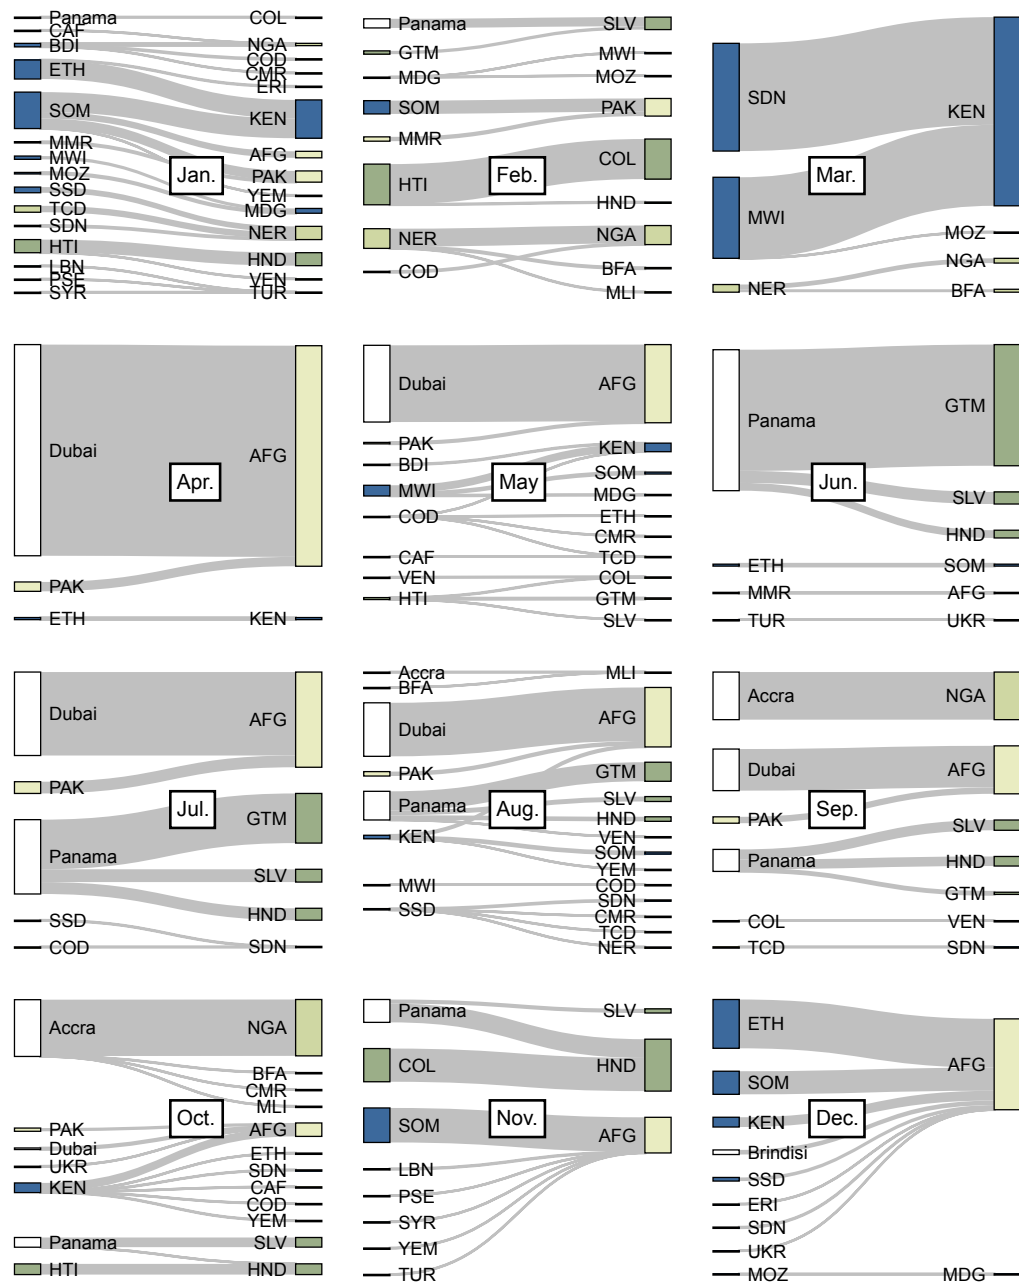 Panama
CAF
BDI
ETH
SOM
MMR
MWI
MOZ
SSD
TCD
SDN
HTI
LBN
PSE
SYR
COL
NGA
COD
CMR
ERI
KEN
AFG
PAK
YEM
MDG
NER
HND
VEN
TUR
Jan.
Panama
GTM
MDG
SOM
MMR
HTI
NER
COD
SLV
MWI
MOZ
PAK
COL
HND
NGA
BFA
MLI
Feb.
SDN
MWI
NER
KEN
MOZ
NGA
BFA
Mar.
Dubai
PAK
ETH
AFG
KEN
Apr.
Dubai
PAK
BDI
MWI
COD
CAF
VEN
HTI
AFG
KEN
SOM
MDG
ETH
CMR
TCD
COL
GTM
SLV
May
Panama
ETH
MMR
TUR
GTM
SLV
HND
SOM
AFG
UKR
Jun.
Dubai
PAK
Panama
SSD
COD
AFG
GTM
SLV
HND
SDN
Jul.
Accra
BFA
Dubai
PAK
Panama
KEN
MWI
SSD
MLI
AFG
GTM
SLV
HND
VEN
SOM
YEM
COD
SDN
CMR
TCD
NER
Aug.
Accra
Dubai
PAK
Panama
COL
TCD
NGA
AFG
SLV
HND
GTM
VEN
SDN
Sep.
Accra
PAK
Dubai
UKR
KEN
Panama
HTI
NGA
BFA
CMR
MLI
AFG
ETH
SDN
CAF
COD
YEM
SLV
HND
Oct.
Panama
COL
SOM
LBN
PSE
SYR
YEM
TUR
SLV
HND
AFG
Nov.
ETH
SOM
KEN
Brindisi
SSD
ERI
SDN
UKR
MOZ
AFG
MDG
Dec.